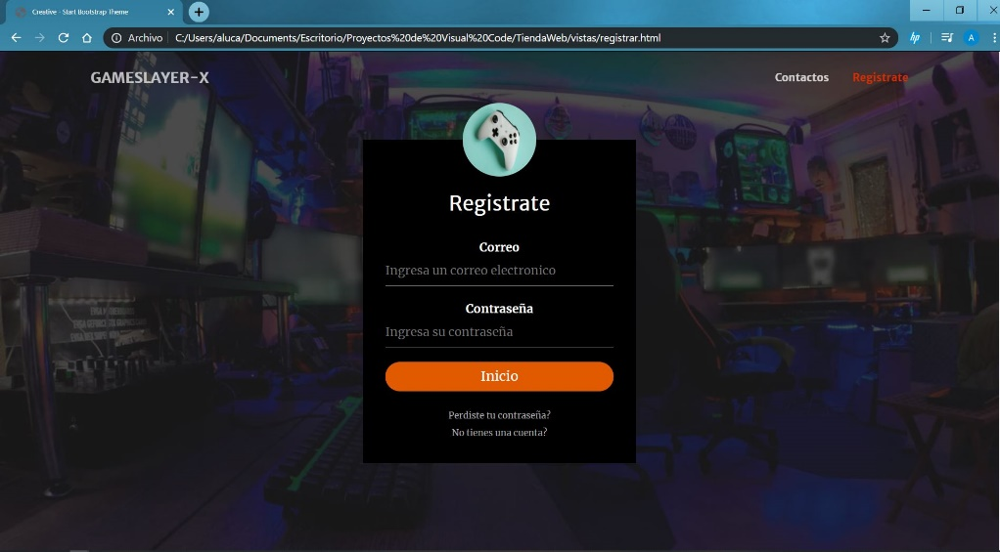 Creative - Start Bootstrap Theme
Archivo
C:/Users/aluca/Documents/Escritorio/Proyectos%20de%20Visual%20Code/TiendaWeb/vistas/registrar.html
hp
A
GAMESLAYER-X
Contactos
Registrate
Registrate
Correo
Ingresa un correo electronico
Contraseña
Ingresa su contraseña
Inicio
Perdiste tu contraseña?
No tienes una cuenta?